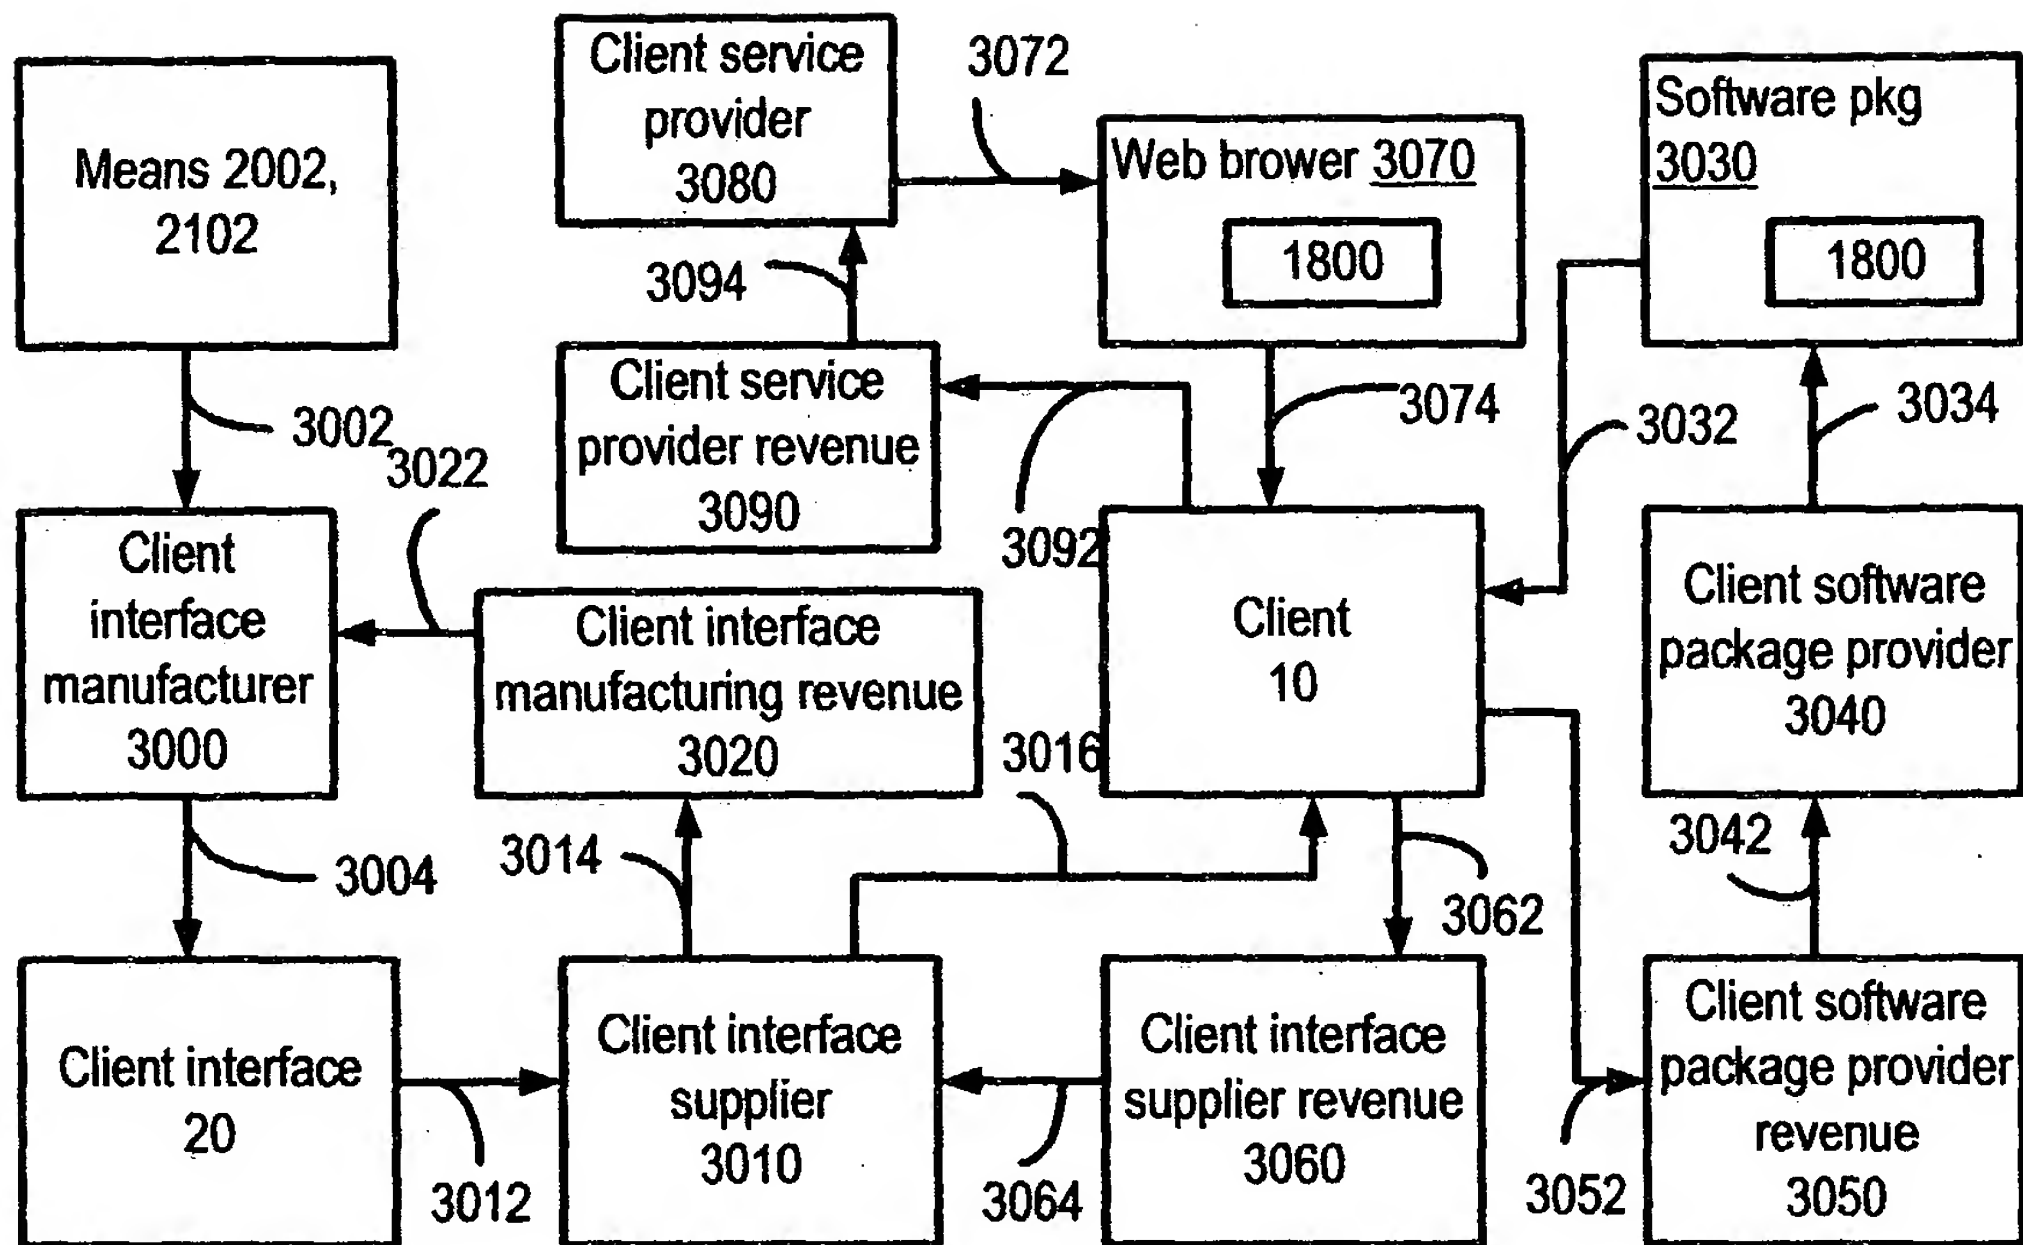 Client service
provider
3080
3072
Means 2002,
2102
Web brower 3070
1800
Software pkg
3030
1800
3094
Client service
provider revenue
3090
3002
3022
3092
3074
3032
3034
Client
interface
manufacturer
3000
Client interface
manufacturing revenue
3020
Client
10
Client software
package provider
3040
3016
3004
3014
3062
3042
Client interface
20
Client interface
supplier
3010
Client interface
supplier revenue
3060
Client software
package provider
revenue
3050
3012
3064
3052